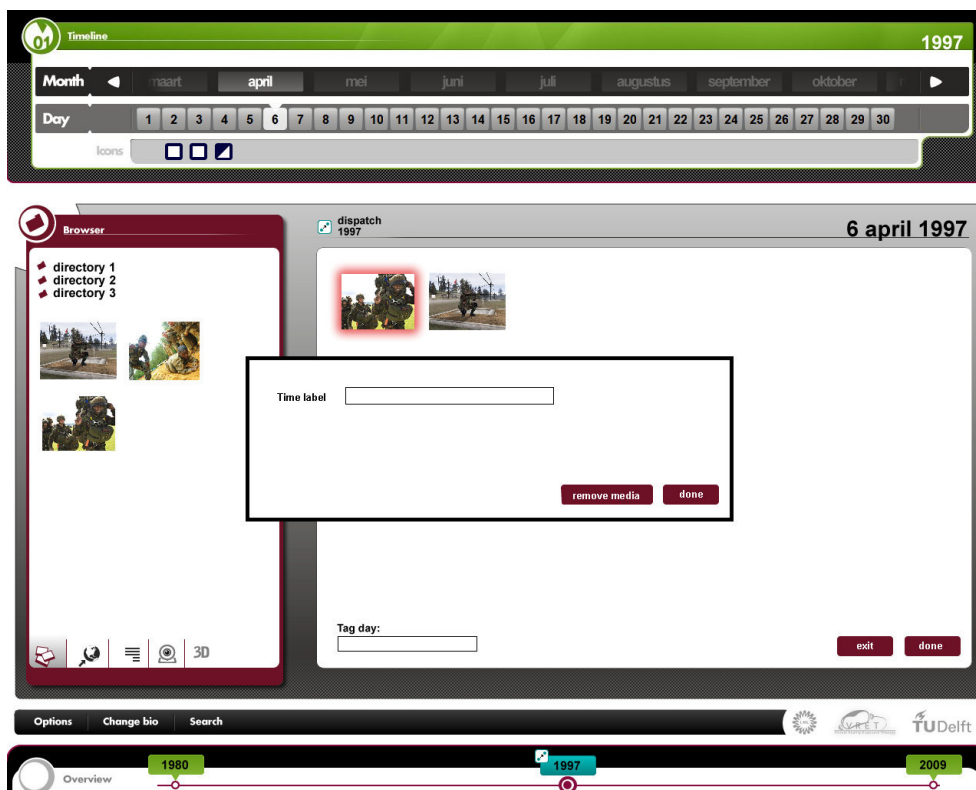 01 Timeline
1997
Month maart april mei juni juli augustus september oktober
Day 1 2 3 4 5 6 7 8 9 10 11 12 13 14 15 16 17 18 19 20 21 22 23 24 25 26 27 28 29 30
Icons
Browser
dispatch
1997
6 april 1997
directory 1
directory 2
directory 3
Time label
remove media done
Tag day:
3D
exit done
Options Change bio Search
VRET
TUDelft
Overview
1980
1997
2009